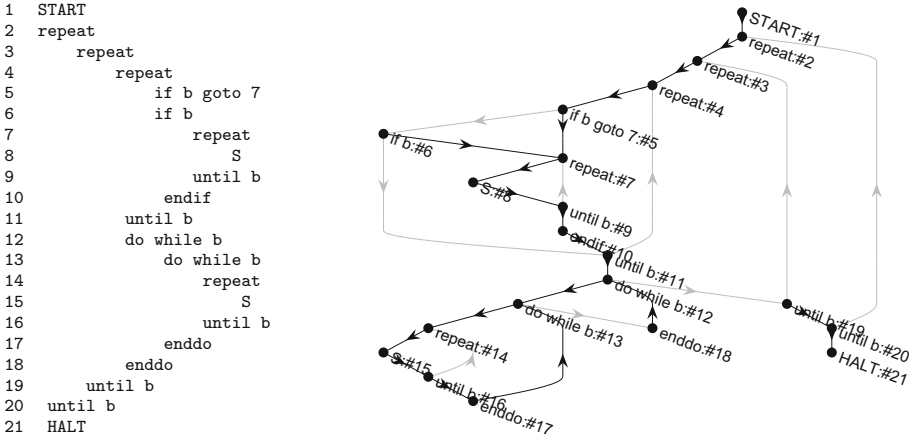 1 START
2 repeat
3 repeat
4 repeat
5 if b goto 7
6 if b
7 repeat
8 S
9 until b
10 endif
11 until b
12 do while b
13 do while b
14 repeat
15 S
16 until b
17 enddo
18 enddo
19 until b
20 until b
21 HALT
START:#1
repeat:#2
repeat:#3
repeat:#4
if b goto 7:#5
if b:#6
repeat:#7
S:#8
until b:#9
endif:#10
until b:#11
do while b:#12
do while b:#13
until b:#19
repeat:#14
enddo:#18
until b:#20
S:#15
HALT:#21
until b:#16
enddo:#17